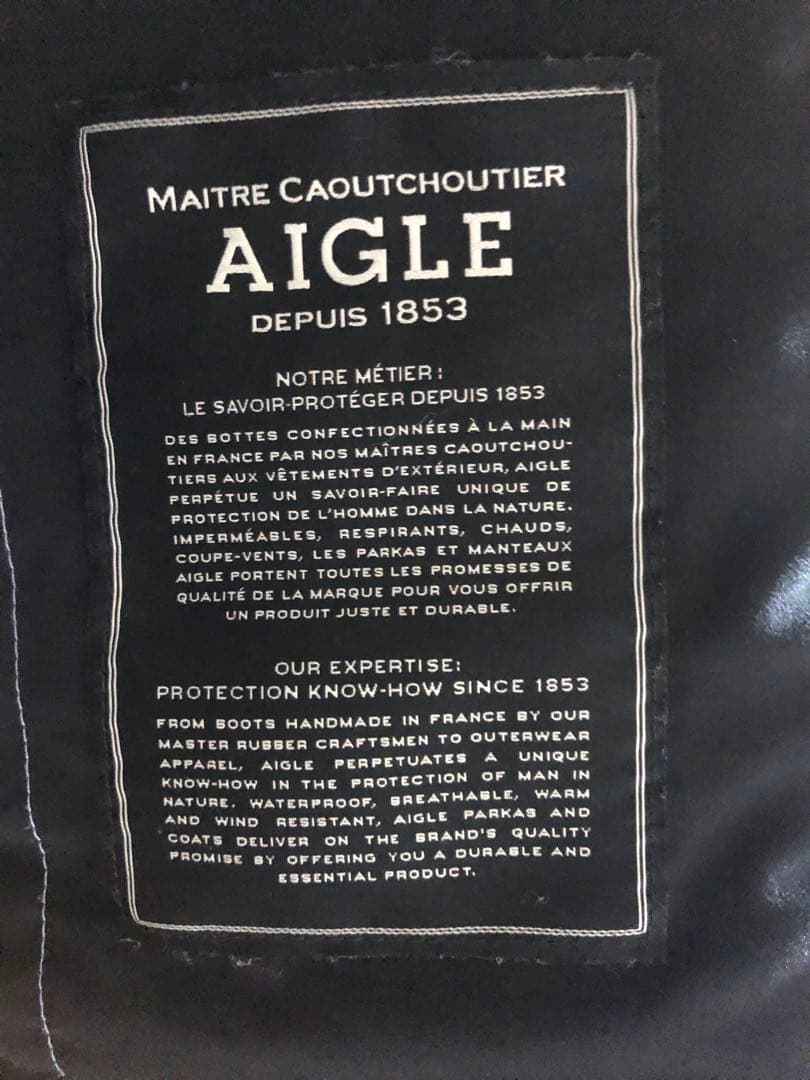 MAITRE CAOUTCHOUTIER
AIGLE
DEPUIS 1853
NOTRE MÉTIER :
LE SAVOIR-PROTÉGER DEPUIS 1853
DES BOTTES CONFECTIONNÉES À LA MAIN
EN FRANCE PAR NOS MAÎTRES CAOUTCHOU-
TIERS AUX VÊTEMENTS D'EXTÉRIEUR, AIGLE
PERPÉTUE UN SAVOIR-FAIRE UNIQUE DE
PROTECTION DE L'HOMME DANS LA NATURE.
IMPERMÉABLES, RESPIRANTS, CHAUDS,
COUPE-VENTS, LES PARKAS ET MANTEAUX
AIGLE PORTENT TOUTES LES PROMESSES DE
QUALITÉ DE LA MARQUE POUR VOUS OFFRIR
UN PRODUIT JUSTE ET DURABLE.
OUR EXPERTISE:
PROTECTION KNOW-HOW SINCE 1853
FROM BOOTS HANDMADE IN FRANCE BY OUR
MASTER RUBBER CRAFTSMEN TO OUTERWEAR
APPAREL, AIGLE PERPETUATES A UNIQUE
KNOW-HOW IN THE PROTECTION OF MAN IN
NATURE. WATERPROOF, BREATHABLE, WARM
AND WIND RESISTANT, AIGLE PARKAS AND
COATS DELIVER ON THE BRAND'S QUALITY
PROMISE BY OFFERING YOU A DURABLE AND
ESSENTIAL PRODUCT.